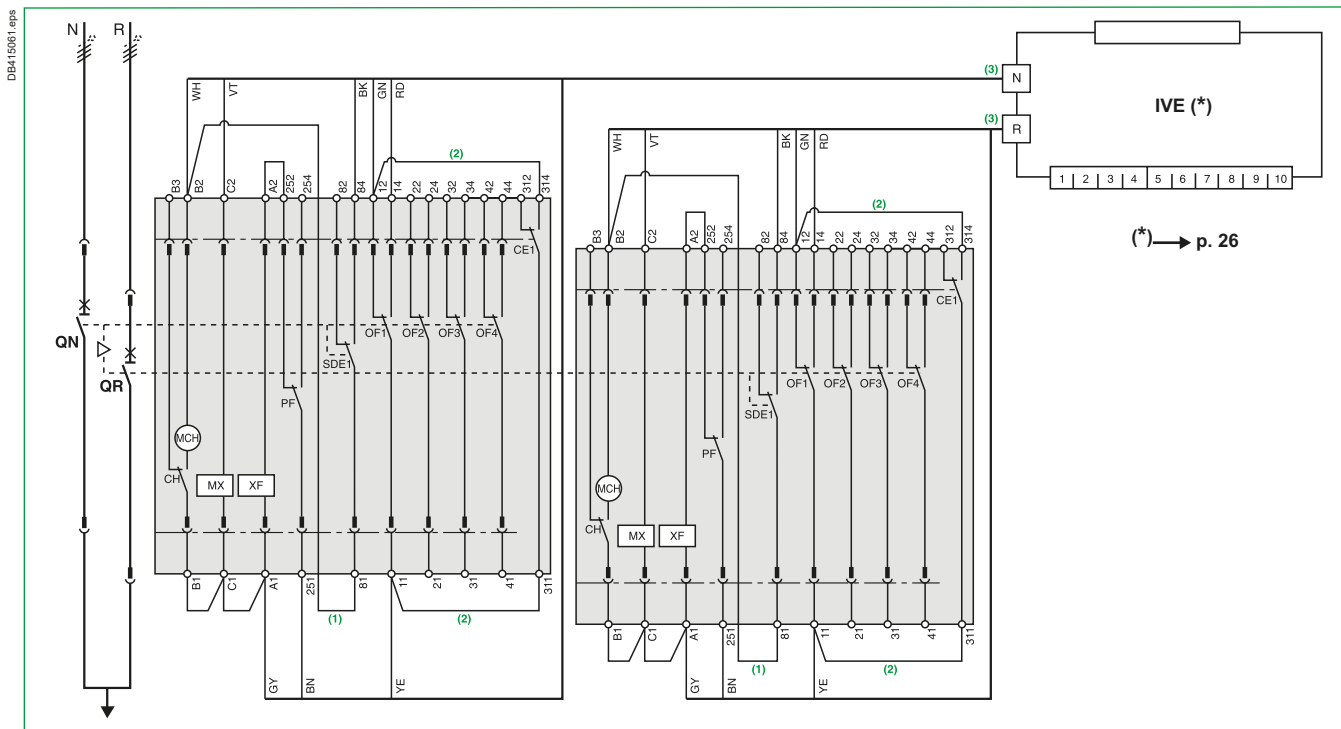 DB415061.eps
N R
WH VT BK GN RD
(2)
B3 B2 C2 A2 252 254 82 84 12 14 22 24 32 34 42 44 312 314
CE1
QN
QR
OF1 OF2 OF3 OF4
SDE1
PF
MCH
CH
MX XF
B1 C1 A1 251 81 11 21 31 41 311
(1) (2)
GY BN YE
WH VT BK GN RD
(2)
B3 B2 C2 A2 252 254 82 84 12 14 22 24 32 34 42 44 312 314
CE1
OF1 OF2 OF3 OF4
SDE1
PF
MCH
CH
MX XF
B1 C1 A1 251 81 11 21 31 41 311
(1) (2)
GY BN YE
(3) N
(3) R
IVE (*)
1 2 3 4 5 6 7 8 9 10
(*) p. 26